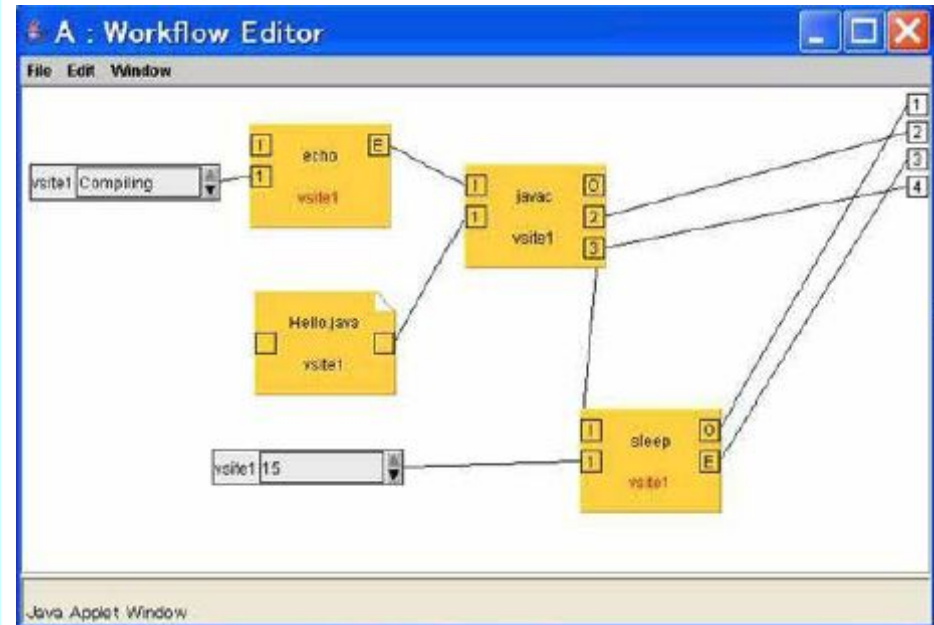 A : Workflow Editor
File Edit Window
1
2
3
4
I
echo
E
1
vsite1
vsite1 Compiling
I
javac
O
1
2
vsite1
3
Hello.java
vsite1
vsite1 15
I
sleep
O
1
E
vsite1
Java Applet Window